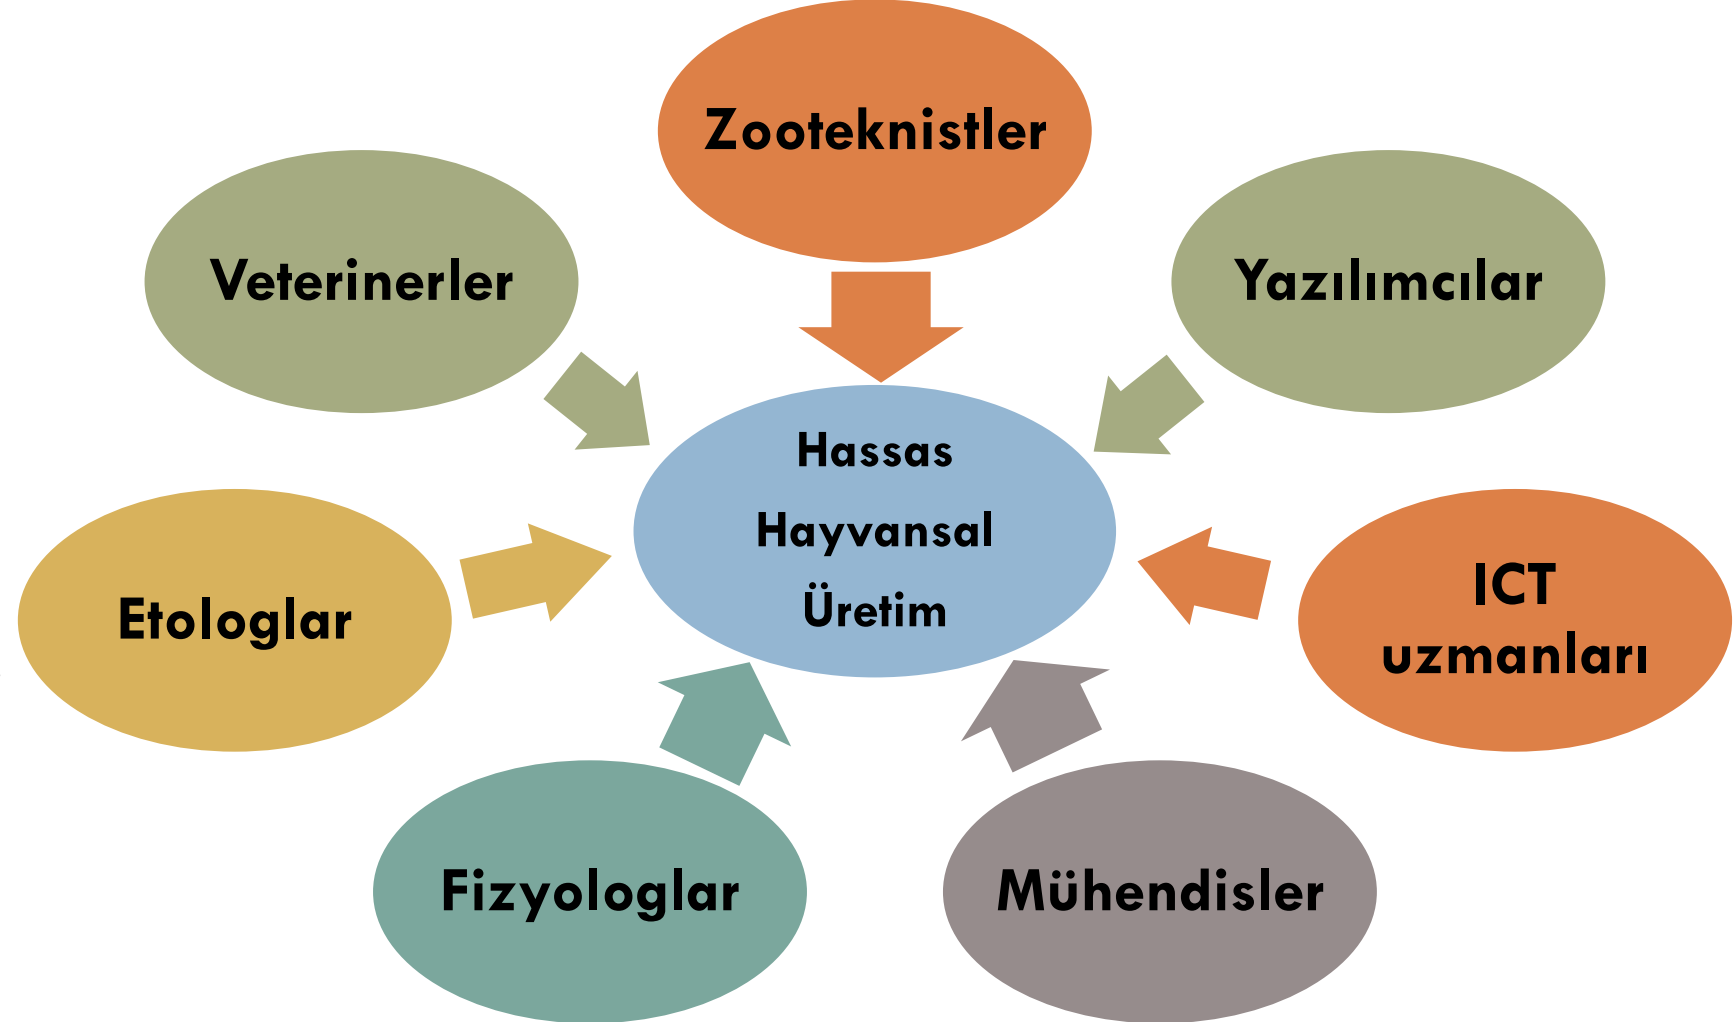 Zooteknistler
Veterinerler
Yazılımcılar
Hassas
Hayvansal
Üretim
Etologlar
ICT
uzmanları
Fizyologlar
Mühendisler